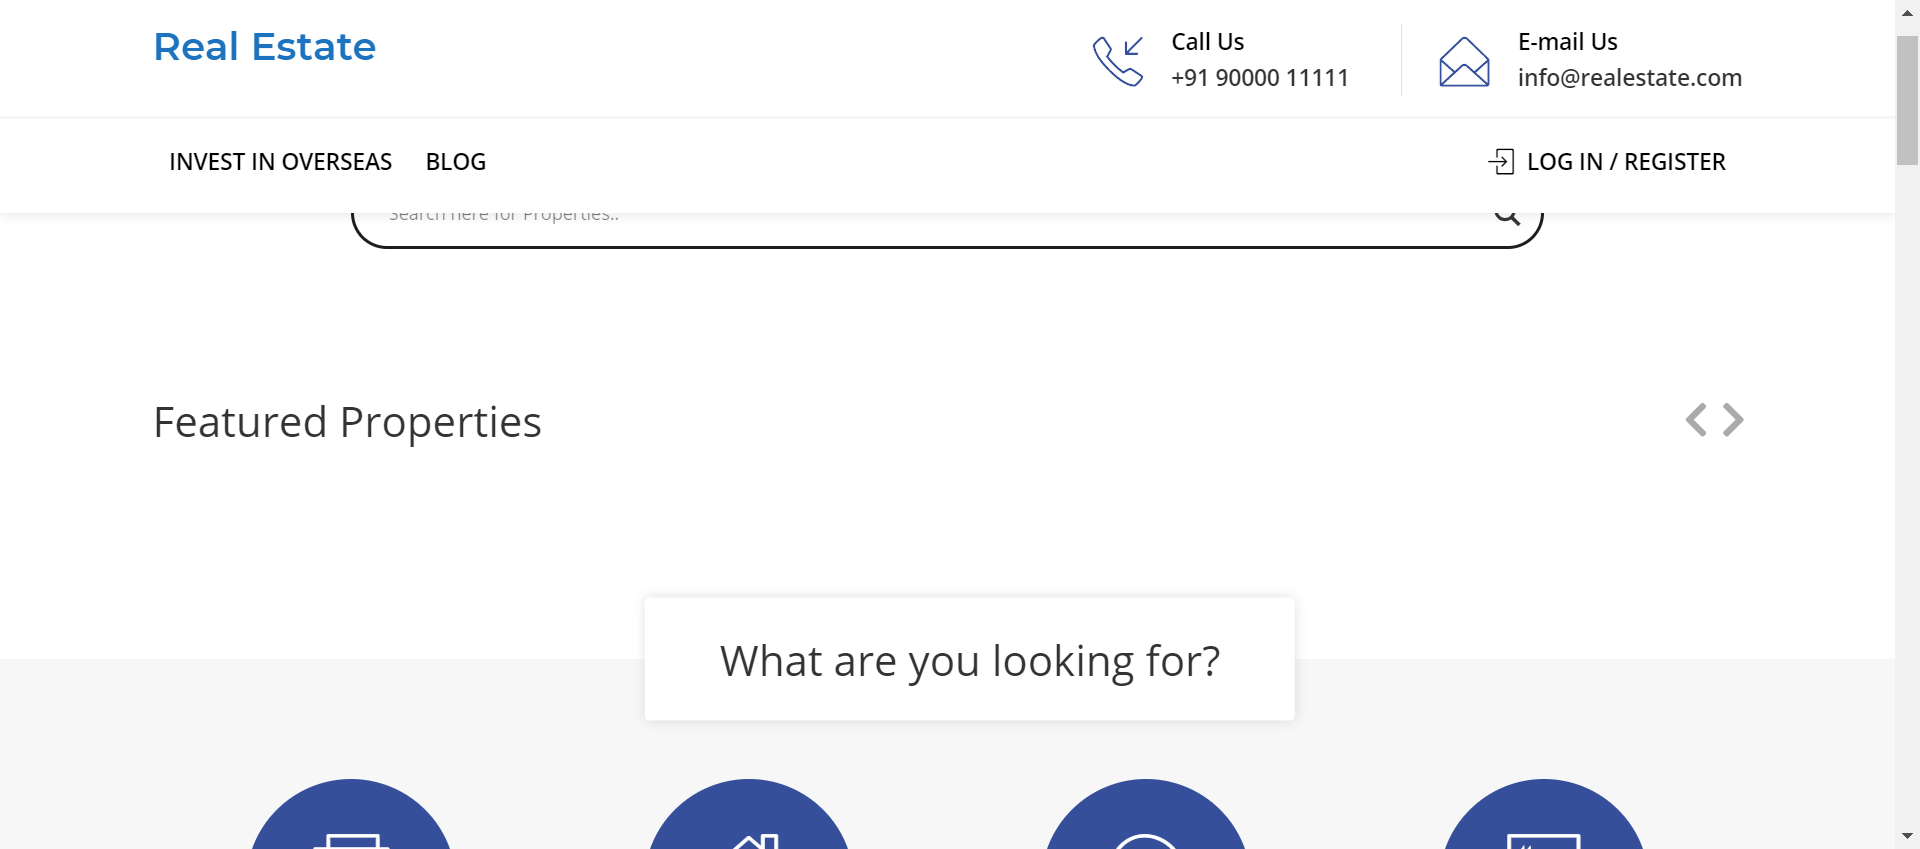 Real Estate
Call Us
+91 90000 11111
E-mail Us
info@realestate.com
INVEST IN OVERSEAS
BLOG
LOG IN / REGISTER
Search here for Properties..
Featured Properties
What are you looking for?